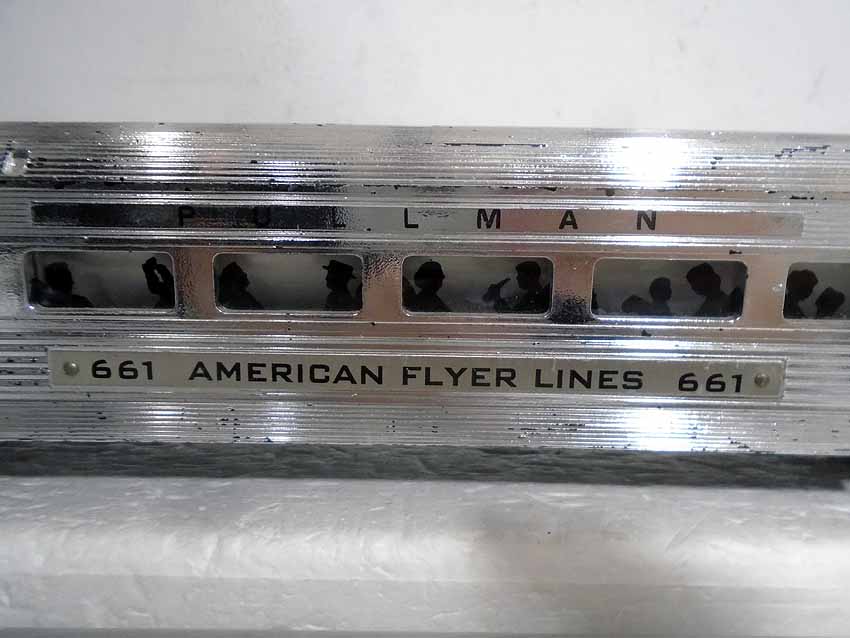 PULLMAN
661 AMERICAN FLYER LINES 661